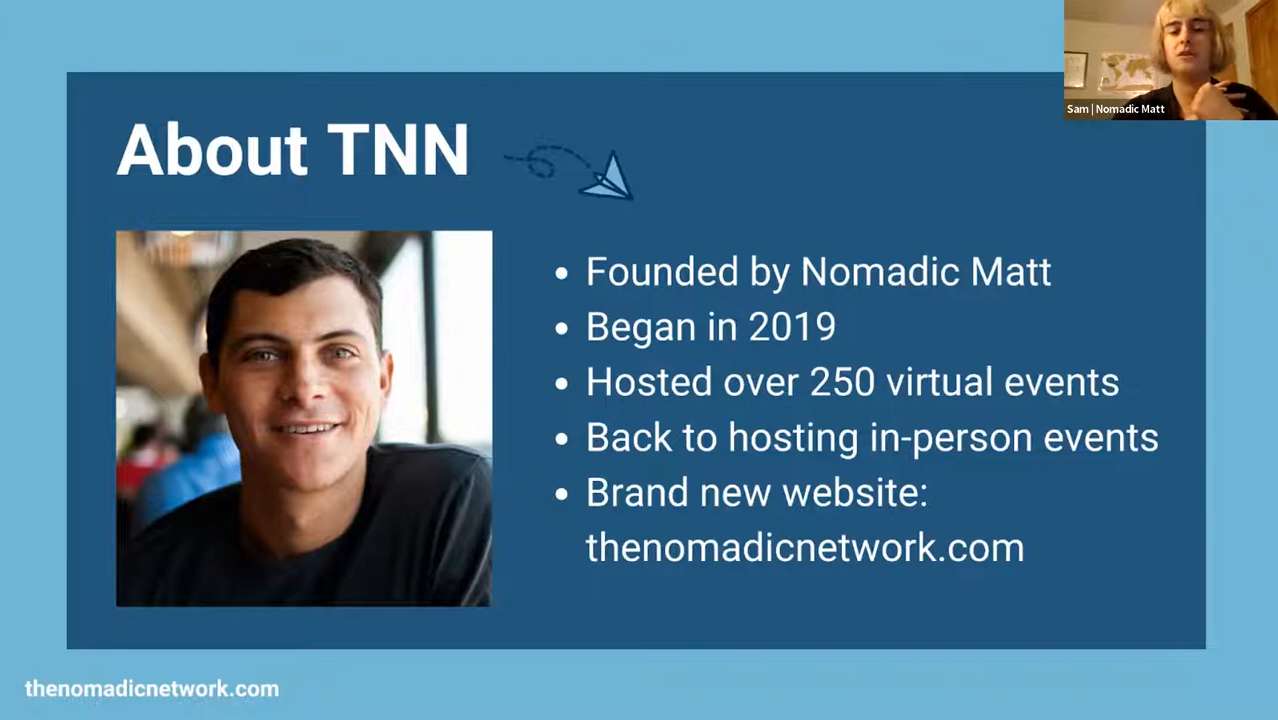 Sam | Nomadic Matt
About TNN
• Founded by Nomadic Matt
• Began in 2019
• Hosted over 250 virtual events
• Back to hosting in-person events
• Brand new website:
thenomadicnetwork.com
thenomadicnetwork.com